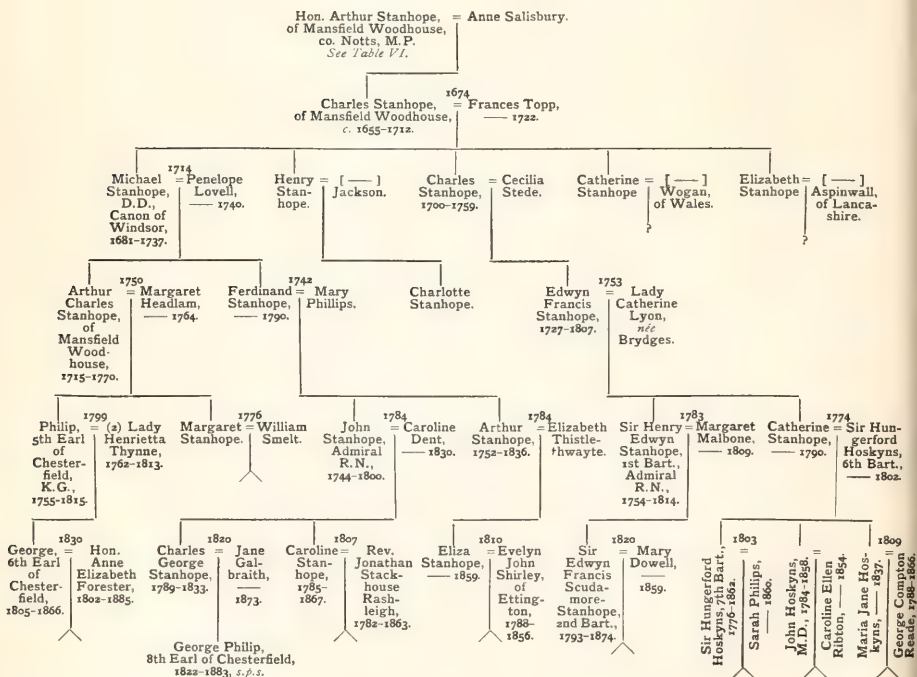 Hon. Arthur Stanhope, = Anne Salisbury.
of Mansfield Woodhouse,
co. Notts, M.P.
See Table VI.
1674
Charles Stanhope, = Frances Topp,
of Mansfield Woodhouse, —— 1722.
c. 1655-1712.
1714
Michael = Penelope
Stanhope, Lovell,
D.D., —— 1740.
Canon of
Windsor,
1681-1737.
Henry = [ — ]
Stan- Jackson.
hope.
Charles = Cecilia
Stanhope, Stede.
1700-1759.
Catherine = [ — ]
Stanhope Wogan,
of Wales.
?
Elizabeth = [ — ]
Stanhope Aspinwall,
of Lanca-
shire.
?
1750
Arthur = Margaret
Charles Headlam,
Stanhope, —— 1764.
of
Mansfield
Wood-
house,
1715-1770.
1742
Ferdinand = Mary
Stanhope, Phillips.
—— 1790.
Charlotte
Stanhope.
1753
Edwyn = Lady
Francis Catherine
Stanhope, Lyon,
1727-1807. née
Brydges.
1799
Philip, = (2) Lady
5th Earl Henrietta
of Thynne,
Chester- 1762-1813.
field,
K.G.,
1755-1815.
1776
Margaret = William
Stanhope. Smelt.
1784
John = Caroline
Stanhope, Dent,
Admiral —— 1830.
R.N.,
1744-1800.
1784
Arthur = Elizabeth
Stanhope, Thistle-
1752-1836. thwayte.
1783
Sir Henry = Margaret
Edwyn Malbone,
Stanhope, —— 1809.
1st Bart.,
Admiral
R.N.,
1754-1814.
1774
Catherine = Sir Hun-
Stanhope, gerford
—— 1790. Hoskyns,
6th Bart.,
—— 1802.
1830
George, = Hon.
6th Earl Anne
of Elizabeth
Chester- Forester,
field, 1802-1885.
1805-1866.
1820
Charles = Jane
George Gal-
Stanhope, braith,
1789-1833. ——
1873.
George Philip,
8th Earl of Chesterfield,
1822-1883, s.p.s.
1807
Caroline = Rev.
Stan- Jonathan
hope, Stack-
1785- house
1867. Rash-
leigh,
1782-1863.
1810
Eliza = Evelyn
Stanhope, John
—— 1859. Shirley,
of
Etting-
ton,
1788-
1856.
1820
Sir = Mary
Edwyn Dowell,
Francis ——
Scuda- 1859.
more-
Stanhope,
2nd Bart.,
1793-1874.
1803
Sir Hungerford
Hoskyns, 7th Bart.,
1776-1862.
Sarah Philips,
—— 1860.
John Hoskyns,
M.D., 1784-1858.
Caroline Ellen
Ribton, —— 1854.
1809
Maria Jane Hos-
kyns, —— 1837.
George Compton
Reade, 1788-1866.